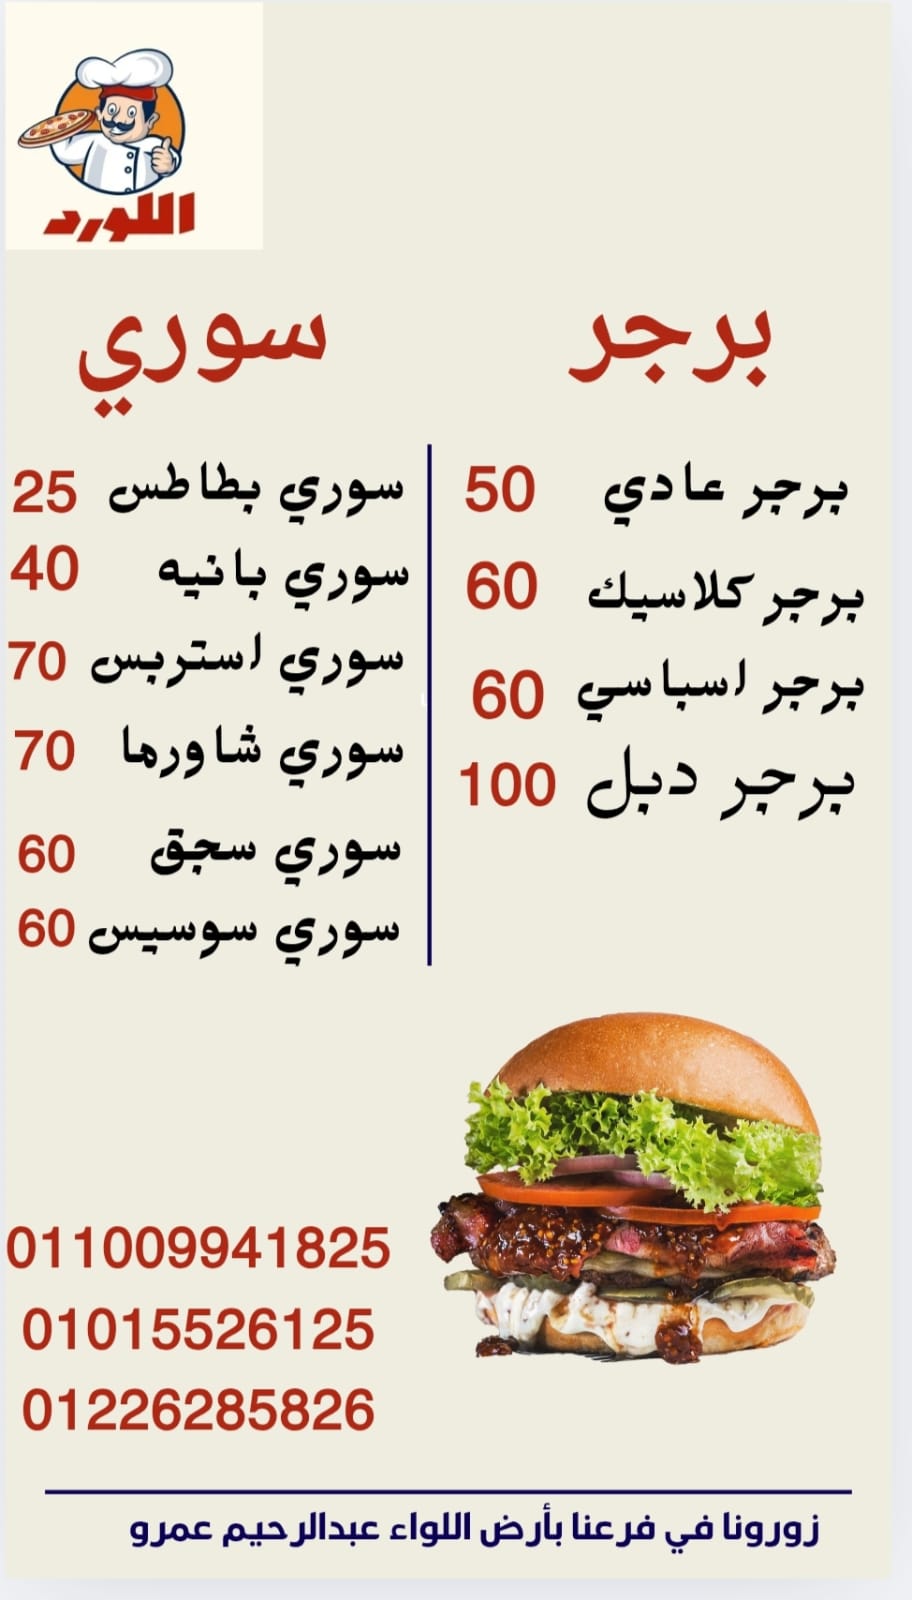 اللورد
برجر
برجر عادي 50
برجر كلاسيك 60
برجر اسباسي 60
برجر دبل 100
سوري
سوري بطاطس 25
سوري بانيه 40
سوري استربس 70
سوري شاورما 70
سوري سجق 60
سوري سوسيس 60
011009941825
01015526125
01226285826
زورونا في فرعنا بأرض اللواء عبدالرحيم عمرو